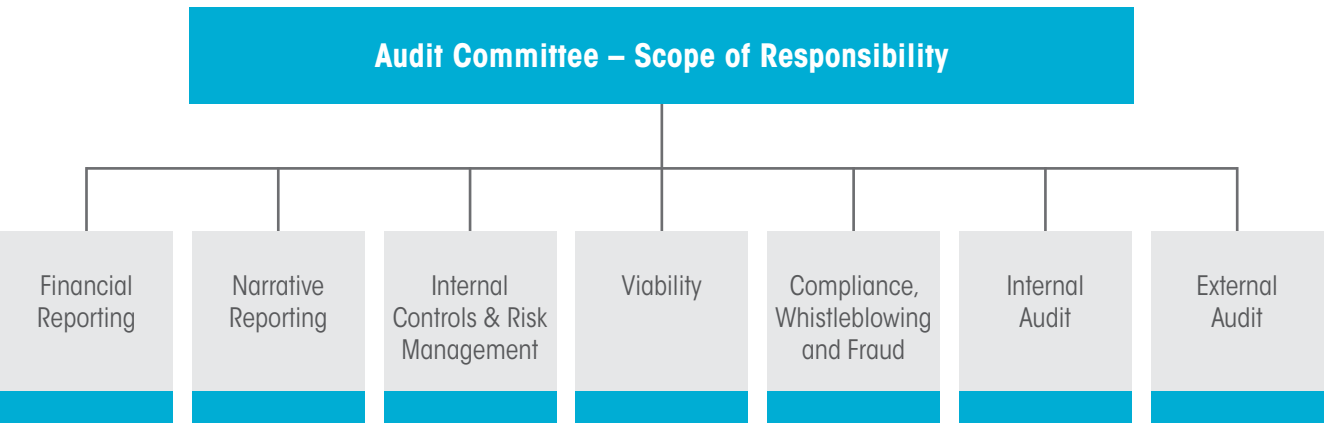 Audit Committee – Scope of Responsibility
Financial
Reporting
Narrative
Reporting
Internal
Controls & Risk
Management
Viability
Compliance,
Whistleblowing
and Fraud
Internal
Audit
External
Audit